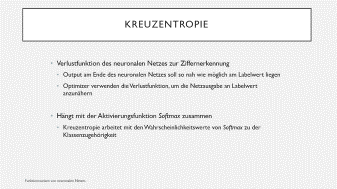 KREUZENTROPIE
Verlustfunktion des neuronalen Netzes zur Ziffernerkennung
Output am Ende des neuronalen Netzes soll so nah wie möglich am Labelwert liegen
Optimizer verwenden die Verlustfunktion, um die Netzausgabe an Labelwert
anzunähern
Hängt mit der Aktivierungsfunktion Softmax zusammen
Kreuzentropie arbeitet mit den Wahrscheinlichkeitswerten von Softmax zu der
Klassenzugehörigkeit
Funktionsweisen von neuronalen Netzen